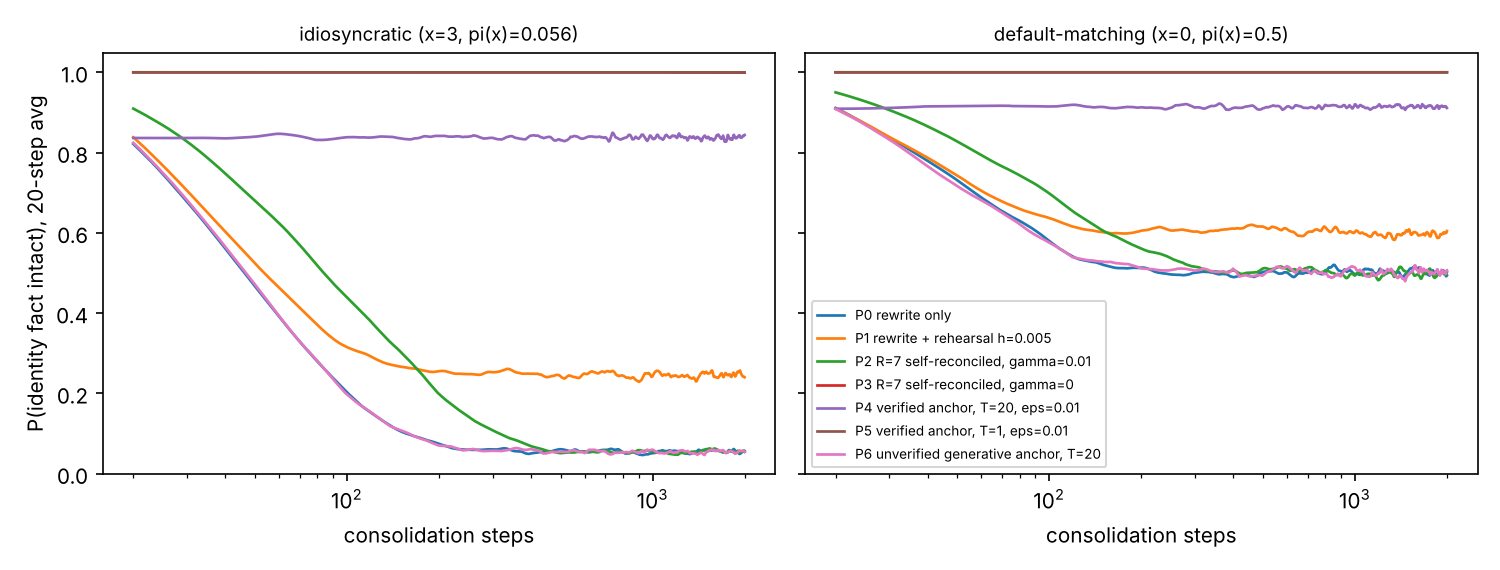 idiosyncratic (x=3, pi(x)=0.056)
default-matching (x=0, pi(x)=0.5)
P(identity fact intact), 20-step avg
1.0
0.8
0.6
0.4
0.2
0.0
10²
10³
consolidation steps
P0 rewrite only
P1 rewrite + rehearsal h=0.005
P2 R=7 self-reconciled, gamma=0.01
P3 R=7 self-reconciled, gamma=0
P4 verified anchor, T=20, eps=0.01
P5 verified anchor, T=1, eps=0.01
P6 unverified generative anchor, T=20
10²
10³
consolidation steps